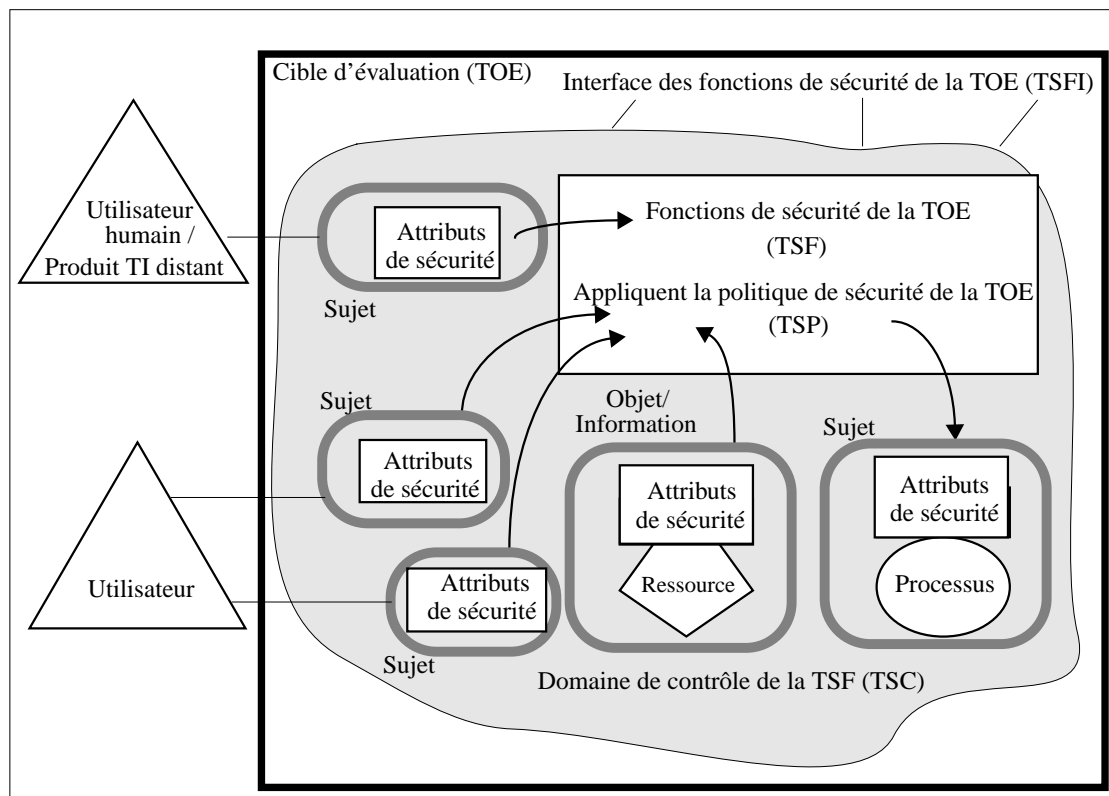 Cible d'évaluation (TOE)
Interface des fonctions de sécurité de la TOE (TSFI)
Utilisateur
humain /
Produit TI distant
Attributs
de sécurité
Sujet
Fonctions de sécurité de la TOE
(TSF)
Appliquent la politique de sécurité de la TOE
(TSP)
Sujet
Attributs
de sécurité
Objet/
Information
Attributs
de sécurité
Ressource
Sujet
Attributs
de sécurité
Processus
Utilisateur
Attributs
de sécurité
Sujet
Domaine de contrôle de la TSF (TSC)